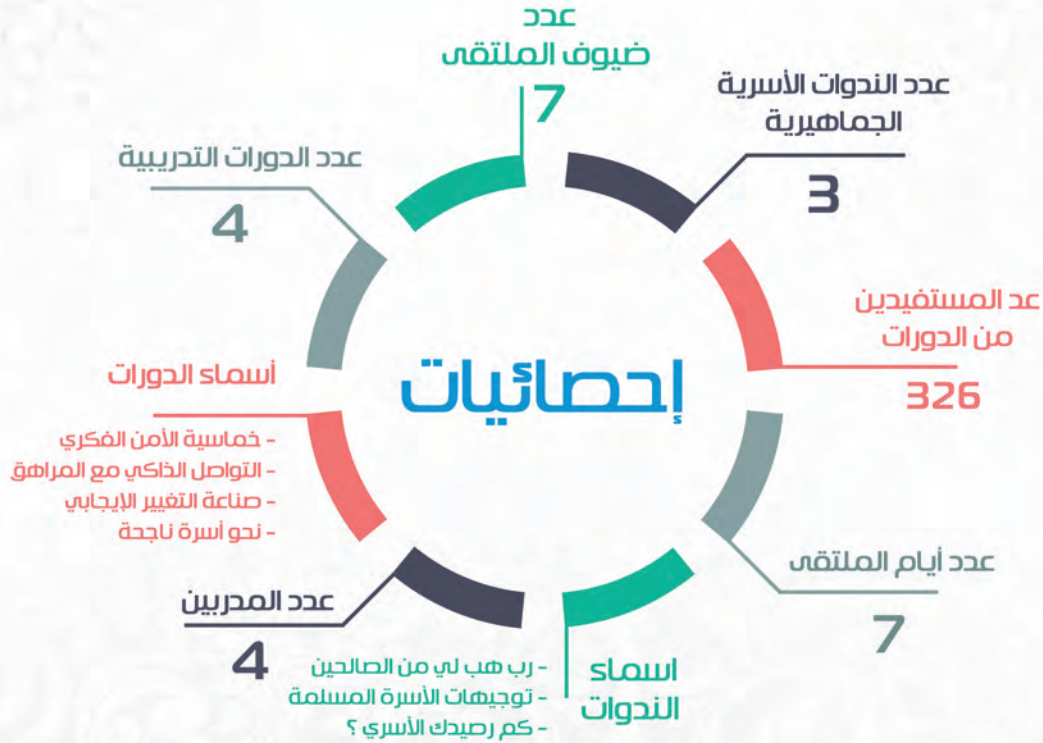 عدد
ضيوف الملتقى
7
عدد الندوات الأسرية
الجماهيرية
3
عد المستفيدين
من الدورات
326
عدد أيام الملتقى
7
اسماء
الندوات
- رب هب لي من الصالحين
- توجيهات الأسرة المسلمة
- كم رصيدك الأسري ؟
عدد المدربين
4
أسماء الدورات
- خماسية الأمن الفكري
- التواصل الذاكي مع المراهق
- صناعة التغيير الإيجابي
- نحو أسرة ناجحة
عدد الدورات التدريبية
4
إحصائيات